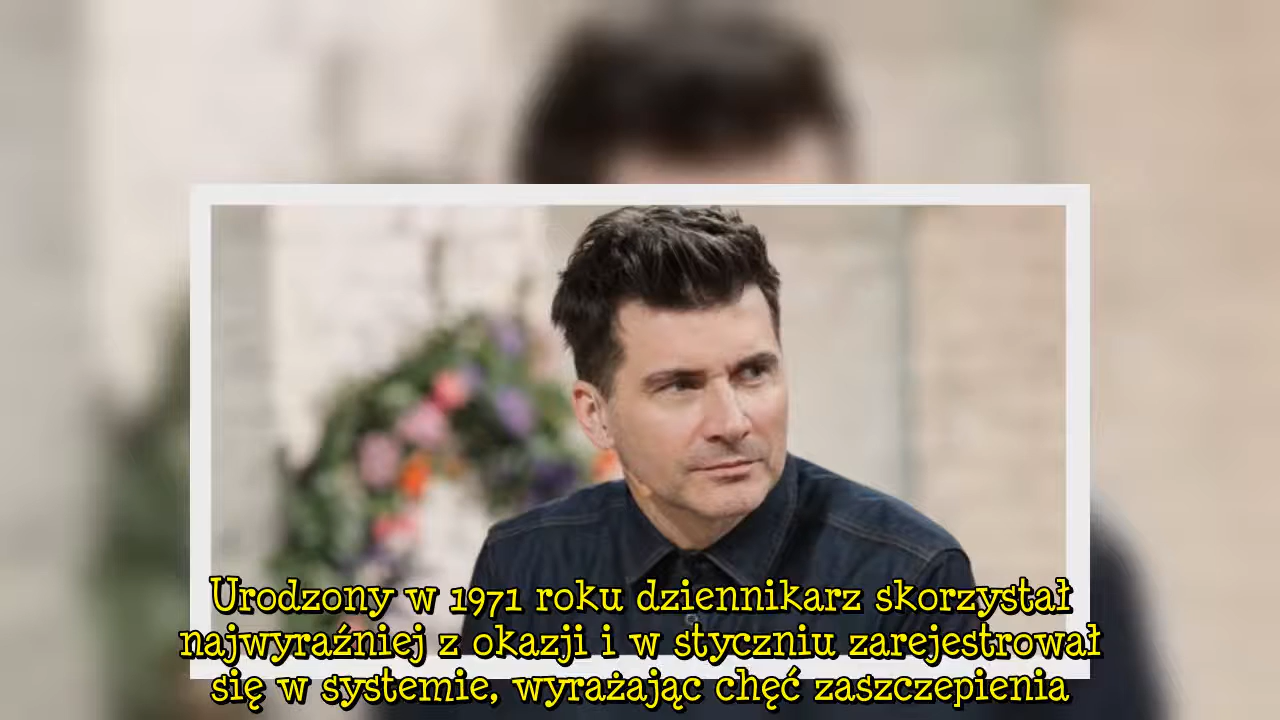 Urodzony w 1971 roku dziennikarz skorzystał
najwyraźniej z okazji i w styczniu zarejestrował
się w systemie, wyrażając chęć zaszczepienia